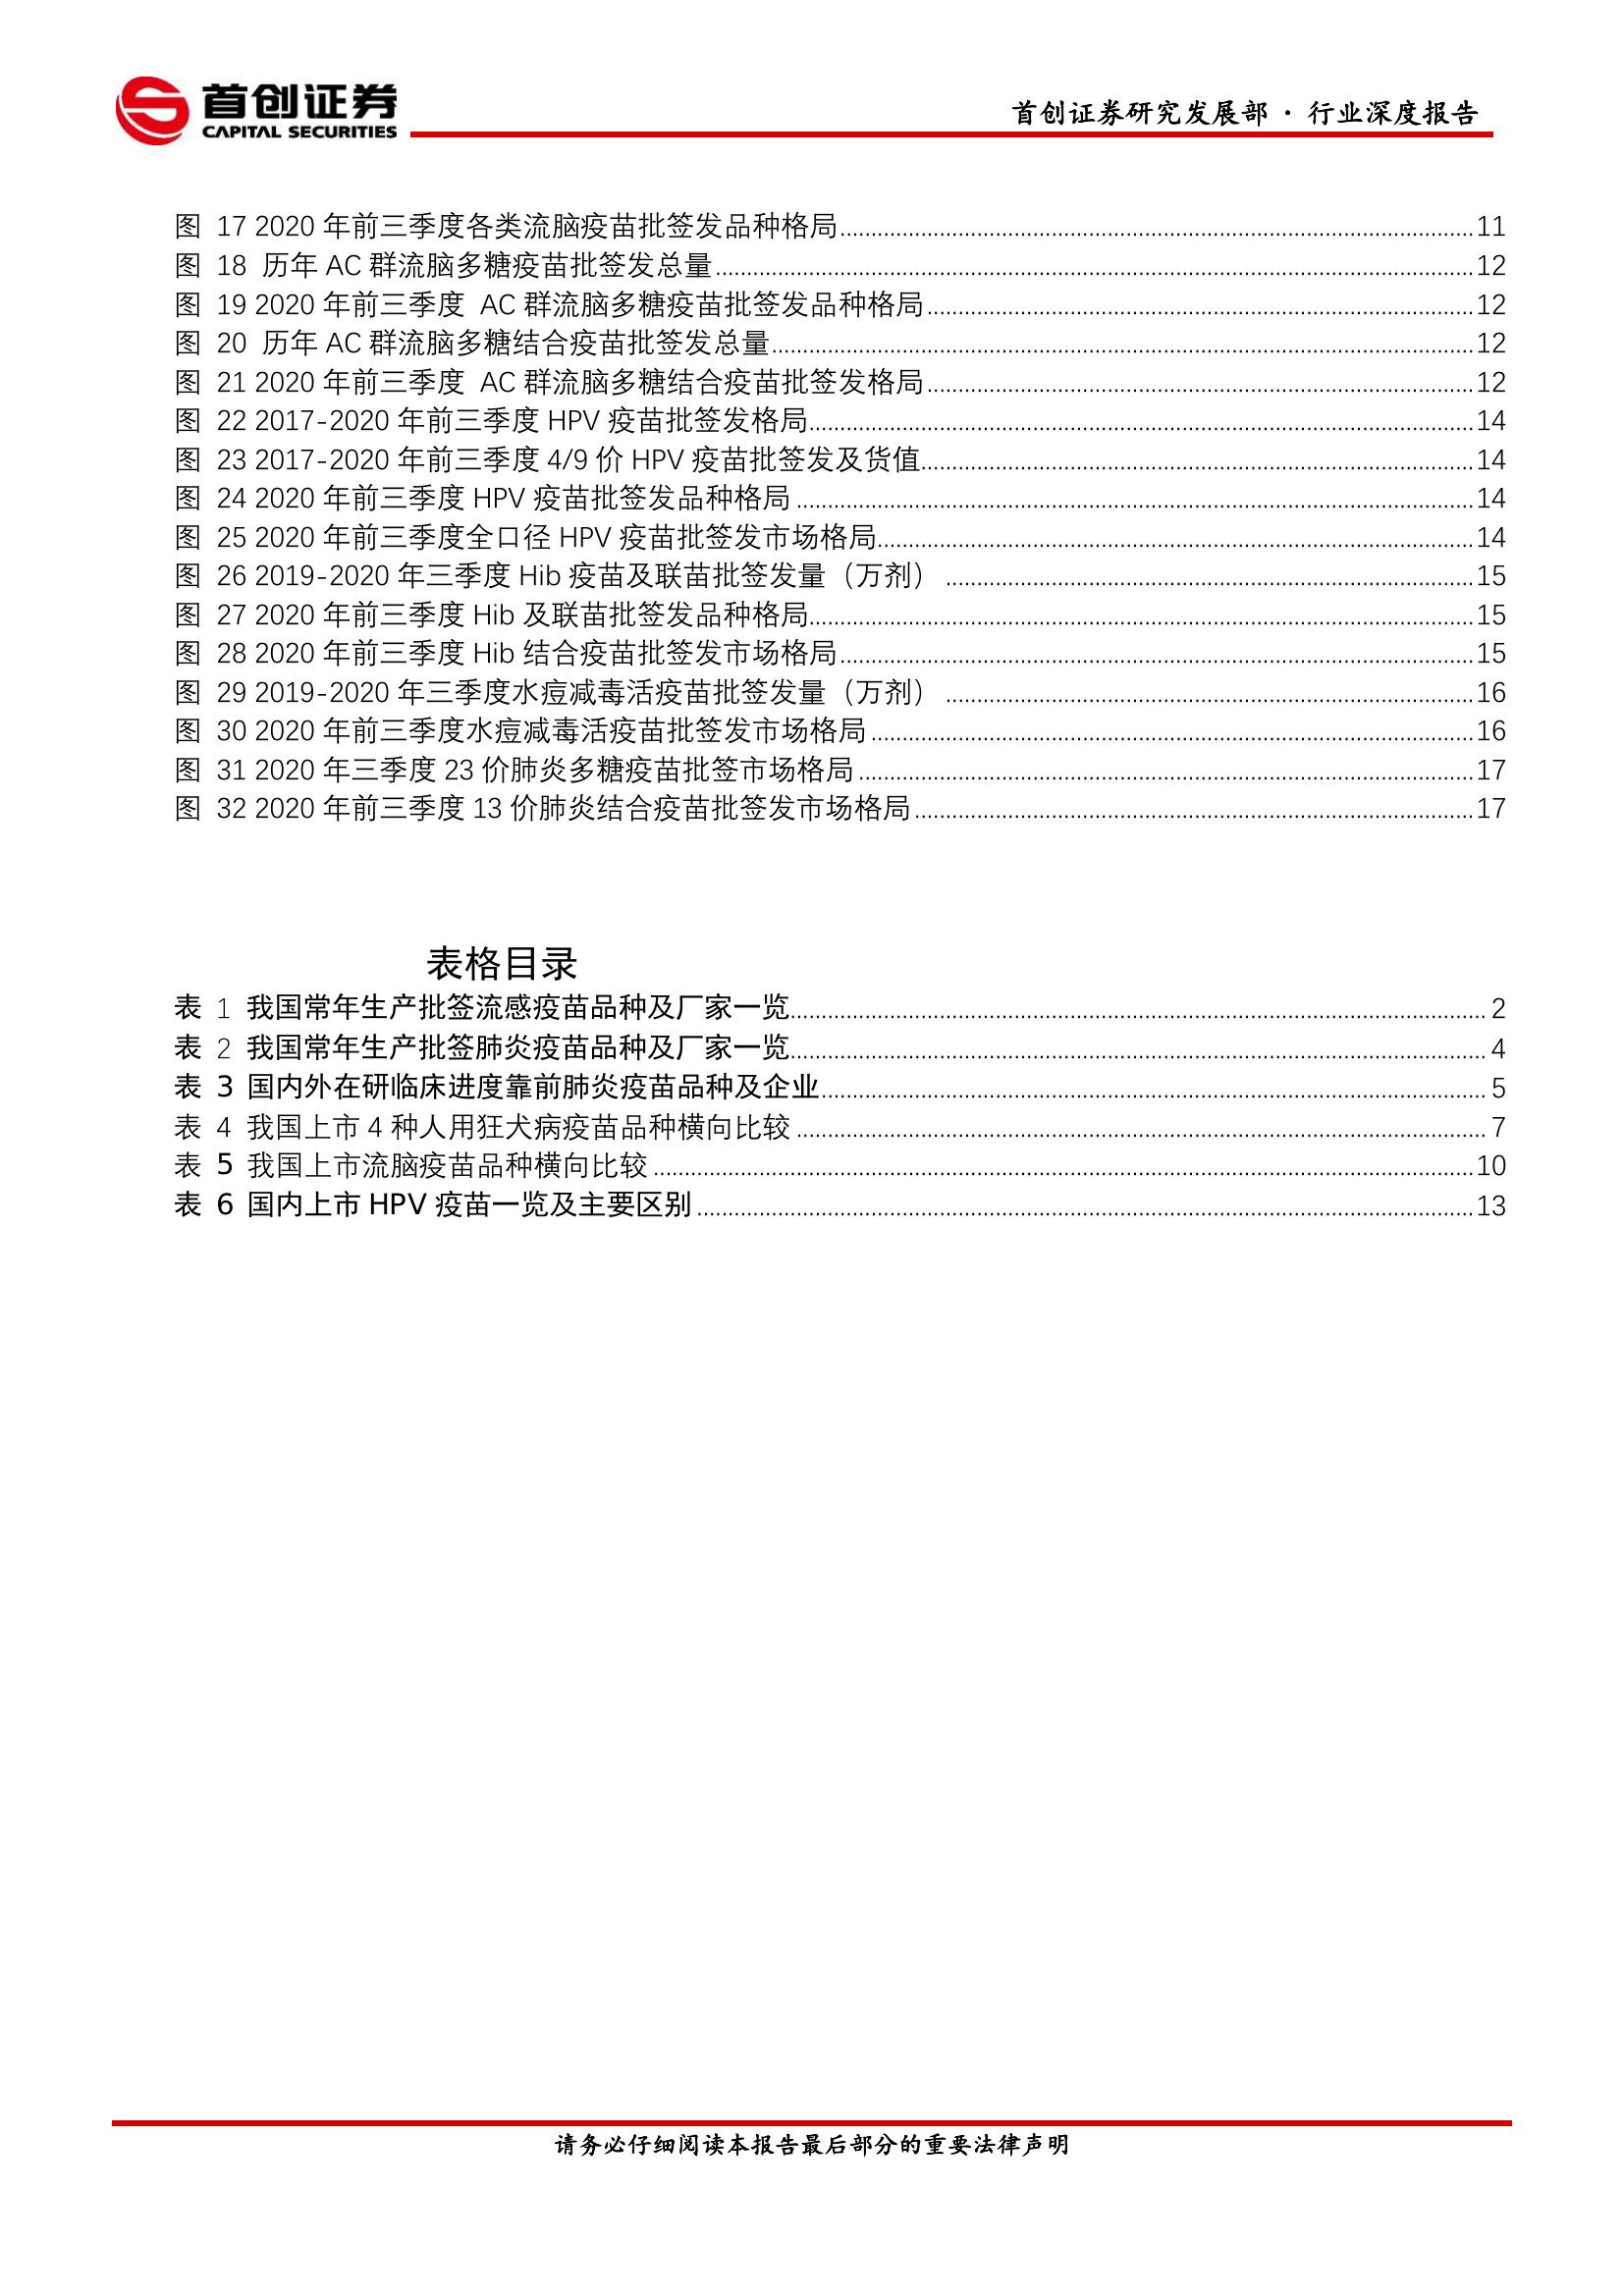 首创证券
CAPITAL SECURITIES
首创证券研究发展部 · 行业深度报告
图 17 2020 年前三季度各类流脑疫苗批签发品种格局 11
图 18 历年 AC 群流脑多糖疫苗批签发总量 12
图 19 2020 年前三季度 AC 群流脑多糖疫苗批签发品种格局 12
图 20 历年 AC 群流脑多糖结合疫苗批签发总量 12
图 21 2020 年前三季度 AC 群流脑多糖结合疫苗批签发格局 12
图 22 2017-2020 年前三季度 HPV 疫苗批签发格局 14
图 23 2017-2020 年前三季度 4/9 价 HPV 疫苗批签发及货值 14
图 24 2020 年前三季度 HPV 疫苗批签发品种格局 14
图 25 2020 年前三季度全口径 HPV 疫苗批签发市场格局 14
图 26 2019-2020 年三季度 Hib 疫苗及联苗批签发量（万剂） 15
图 27 2020 年前三季度 Hib 及联苗批签发品种格局 15
图 28 2020 年前三季度 Hib 结合疫苗批签发市场格局 15
图 29 2019-2020 年三季度水痘减毒活疫苗批签发量（万剂） 16
图 30 2020 年前三季度水痘减毒活疫苗批签发市场格局 16
图 31 2020 年三季度 23 价肺炎多糖疫苗批签市场格局 17
图 32 2020 年前三季度 13 价肺炎结合疫苗批签发市场格局 17
表格目录
表 1 我国常年生产批签流感疫苗品种及厂家一览 2
表 2 我国常年生产批签肺炎疫苗品种及厂家一览 4
表 3 国内外在研临床进度靠前肺炎疫苗品种及企业 5
表 4 我国上市 4 种人用狂犬病疫苗品种横向比较 7
表 5 我国上市流脑疫苗品种横向比较 10
表 6 国内上市 HPV 疫苗一览及主要区别 13
请务必仔细阅读本报告最后部分的重要法律声明